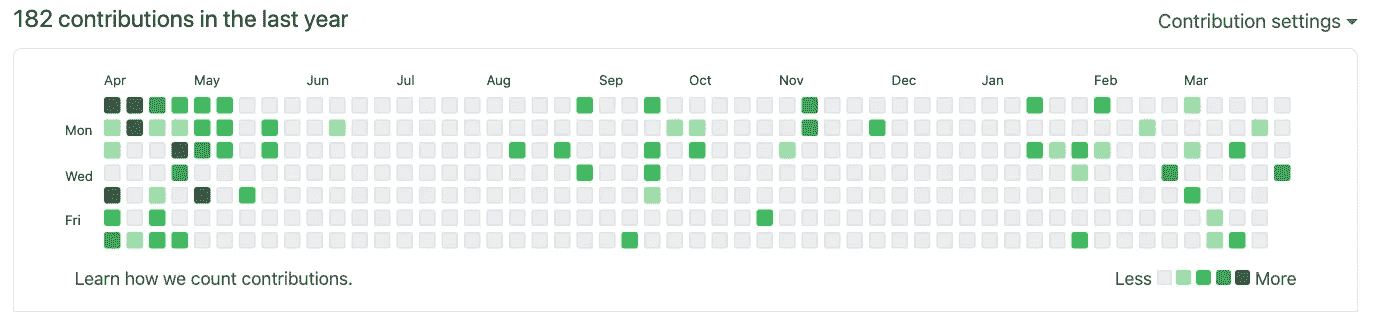 182 contributions in the last year
Contribution settings
Apr May Jun Jul Aug Sep Oct Nov Dec Jan Feb Mar
Mon
Wed
Fri
Learn how we count contributions.
Less More